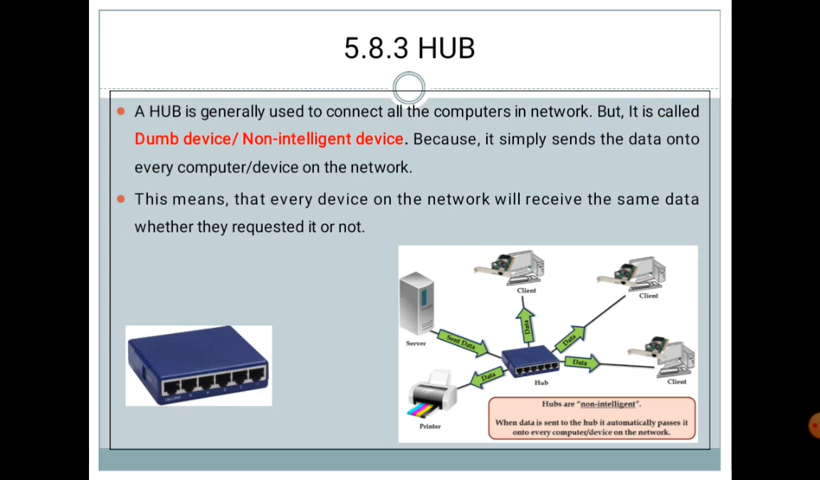 5.8.3 HUB
A HUB is generally used to connect all the computers in network. But, It is called
Dumb device/ Non-intelligent device. Because, it simply sends the data onto
every computer/device on the network.
This means, that every device on the network will receive the same data
whether they requested it or not.
Client
Client
Server
Sent Data
Data
Data
Data
Client
Data
Hub
Printer
Hubs are "non-intelligent".
When data is sent to the hub it automatically passes it
onto every computer/device on the network.